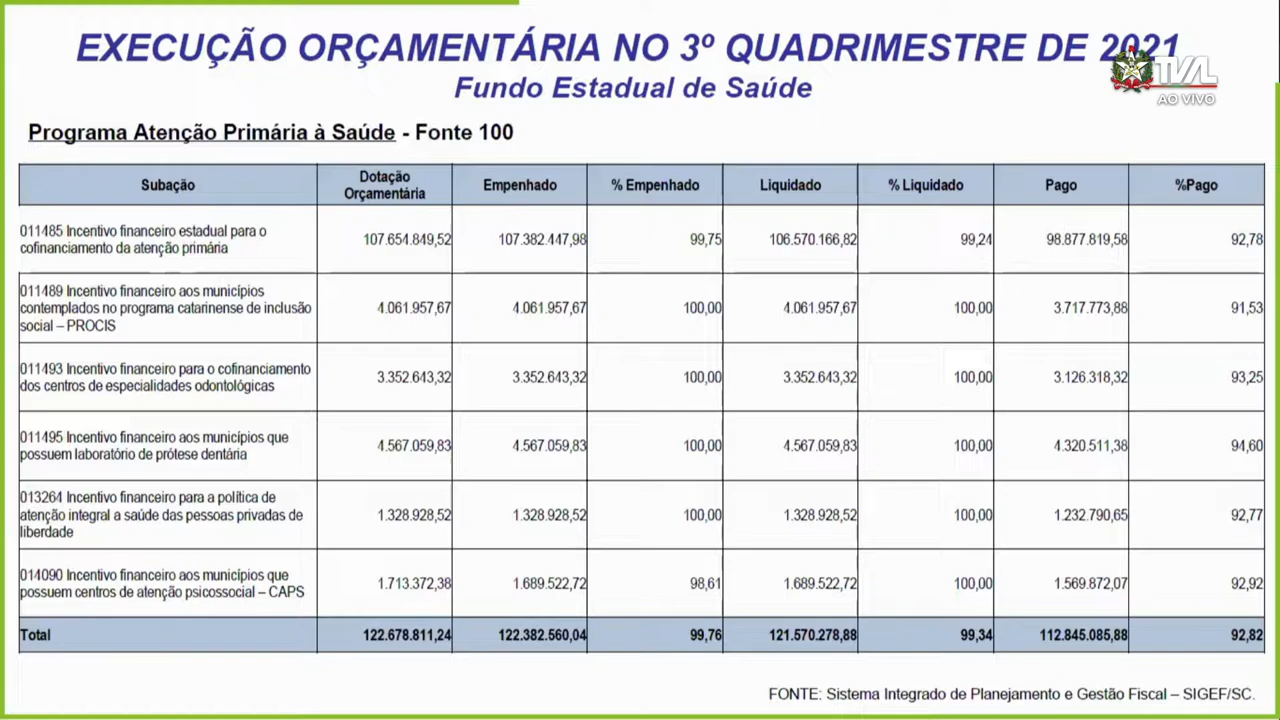 EXECUÇÃO ORÇAMENTÁRIA NO 3º QUADRIMESTRE DE 2021
Fundo Estadual de Saúde
TVAL
AO VIVO
Programa Atenção Primária à Saúde - Fonte 100
Subação Dotação Orçamentária Empenhado % Empenhado Liquidado % Liquidado Pago %Pago
011485 Incentivo financeiro estadual para o
cofinanciamento da atenção primária
107.654.849,52 107.382.447,98 99,75 106.570.166,82 99,24 98.877.819,58 92,78
011489 Incentivo financeiro aos municípios
contemplados no programa catarinense de inclusão
social – PROCIS
4.061.957,67 4.061.957,67 100,00 4.061.957,67 100,00 3.717.773,88 91,53
011493 Incentivo financeiro para o cofinanciamento
dos centros de especialidades odontológicas
3.352.643,32 3.352.643,32 100,00 3.352.643,32 100,00 3.126.318,32 93,25
011495 Incentivo financeiro aos municípios que
possuem laboratório de prótese dentária
4.567.059,83 4.567.059,83 100,00 4.567.059,83 100,00 4.320.511,38 94,60
013264 Incentivo financeiro para a política de
atenção integral a saúde das pessoas privadas de
liberdade
1.328.928,52 1.328.928,52 100,00 1.328.928,52 100,00 1.232.790,65 92,77
014090 Incentivo financeiro aos municípios que
possuem centros de atenção psicossocial – CAPS
1.713.372,38 1.689.522,72 98,61 1.689.522,72 100,00 1.569.872,07 92,92
Total 122.678.811,24 122.382.560,04 99,76 121.570.278,88 99,34 112.845.085,88 92,82
FONTE: Sistema Integrado de Planejamento e Gestão Fiscal – SIGEF/SC.